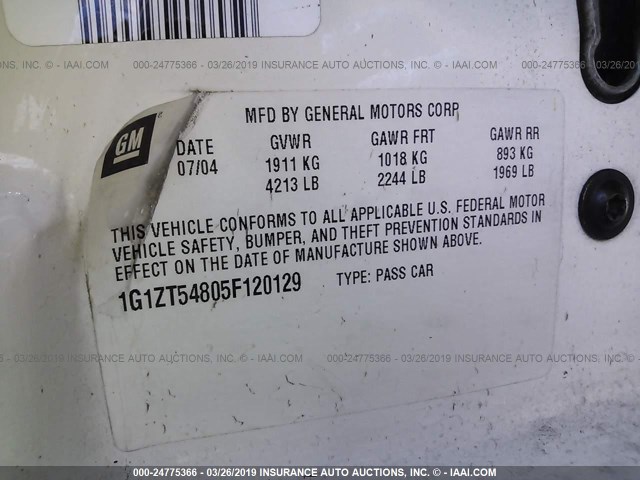 000-24775366 - 03/26/2019 INSURANCE AUTO AUCTIONS, INC. - © - IAAI.COM
MFD BY GENERAL MOTORS CORP
GM
DATE GVWR GAWR FRT GAWR RR
07/04 1911 KG 1018 KG 893 KG
4213 LB 2244 LB 1969 LB
THIS VEHICLE CONFORMS TO ALL APPLICABLE U.S. FEDERAL MOTOR
VEHICLE SAFETY, BUMPER, AND THEFT PREVENTION STANDARDS IN
EFFECT ON THE DATE OF MANUFACTURE SHOWN ABOVE.
1G1ZT54805F120129 TYPE: PASS CAR
000-24775366 - 03/26/2019 INSURANCE AUTO AUCTIONS, INC. - © - IAAI.COM
000-24775366 - 03/26/2019 INSURANCE AUTO AUCTIONS, INC. - © - IAAI.COM